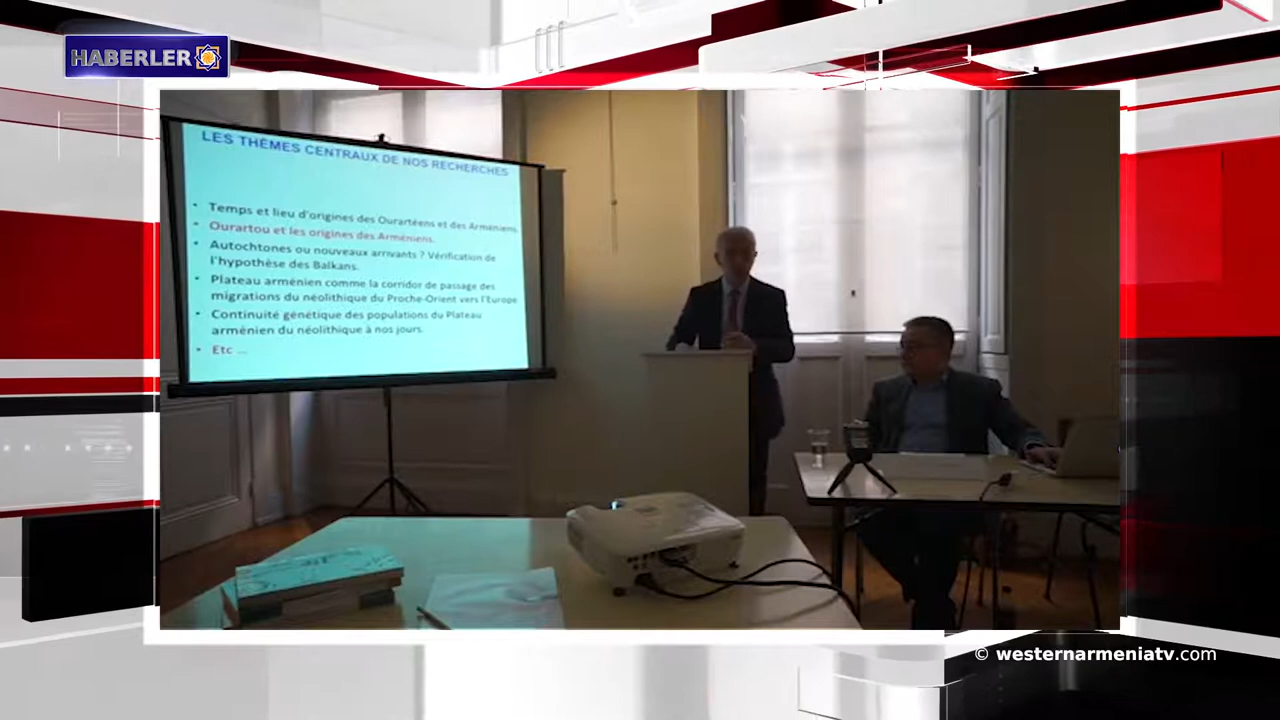 HABERLER
LES THÈMES CENTRAUX DE NOS RECHERCHES
• Temps et lieu d'origines des Ourartéens et des Arméniens.
• Ourartou et les origines des Arméniens.
• Autochtones ou nouveaux arrivants ? Vérification de
l'hypothèse des Balkans.
• Plateau arménien comme la corridor de passage des
migrations du néolithique du Proche-Orient vers l'Europe
• Continuité génétique des populations du Plateau
arménien du néolithique à nos jours.
• Etc ...
© westernarmeniatv.com